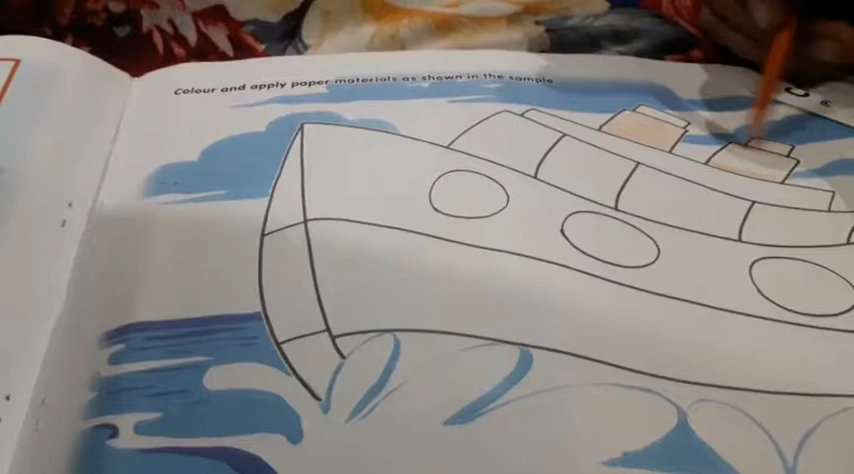 Colour and apply paper materials as shown in the sample